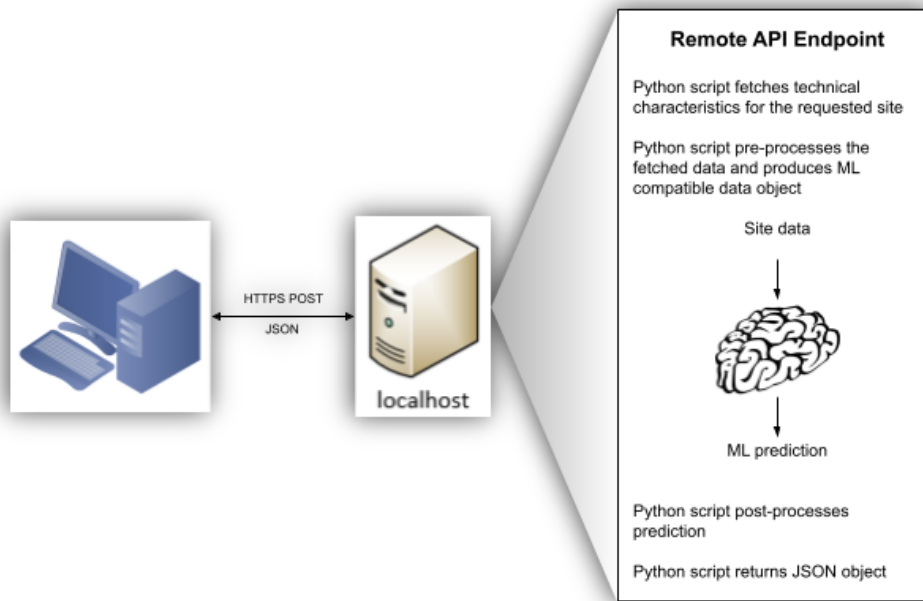 HTTPS POST
JSON
localhost
Remote API Endpoint
Python script fetches technical
characteristics for the requested site
Python script pre-processes the
fetched data and produces ML
compatible data object
Site data
ML prediction
Python script post-processes
prediction
Python script returns JSON object